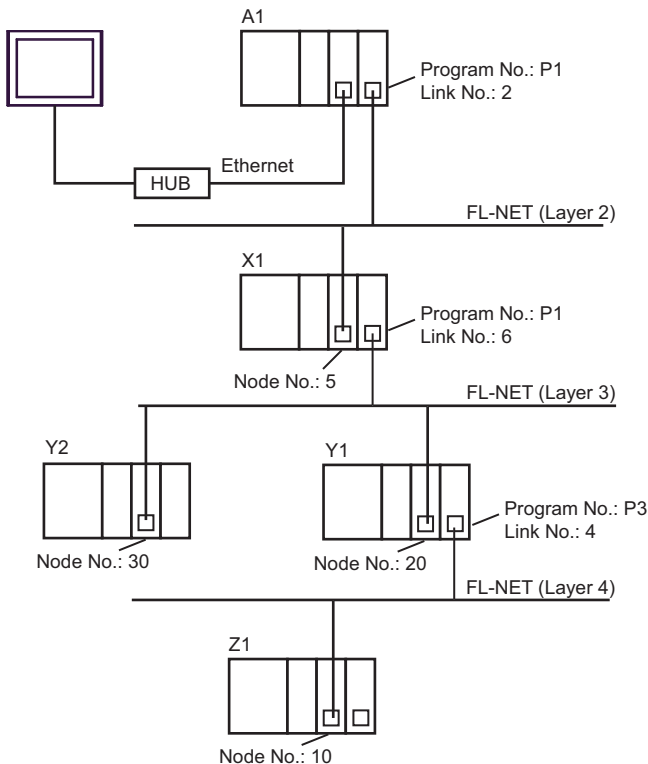 A1
Program No.: P1
Link No.: 2
Ethernet
HUB
FL-NET (Layer 2)
X1
Program No.: P1
Link No.: 6
Node No.: 5
FL-NET (Layer 3)
Y2
Y1
Program No.: P3
Link No.: 4
Node No.: 30
Node No.: 20
FL-NET (Layer 4)
Z1
Node No.: 10